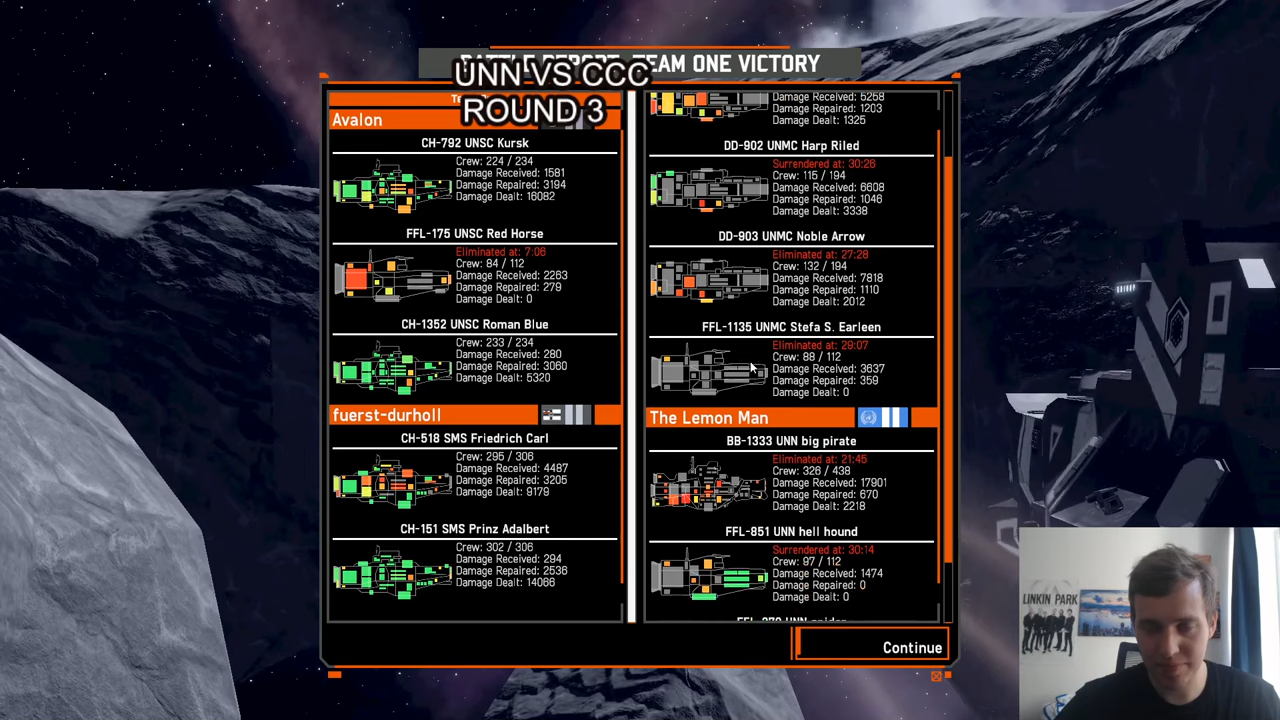 BATTLE REPORT: TEAM ONE VICTORY
UNN VS CCC
ROUND 3
Avalon
CH-792 UNSC Kursk
Crew: 224 / 234
Damage Received: 1581
Damage Repaired: 3194
Damage Dealt: 16082
FFL-175 UNSC Red Horse
Eliminated at: 7:06
Crew: 84 / 112
Damage Received: 2263
Damage Repaired: 279
Damage Dealt: 0
CH-1352 UNSC Roman Blue
Crew: 233 / 234
Damage Received: 280
Damage Repaired: 3060
Damage Dealt: 5320
fuerst-durholl
CH-518 SMS Friedrich Carl
Crew: 295 / 306
Damage Received: 4487
Damage Repaired: 3205
Damage Dealt: 9179
CH-151 SMS Prinz Adalbert
Crew: 302 / 306
Damage Received: 294
Damage Repaired: 2536
Damage Dealt: 14066
Damage Received: 5258
Damage Repaired: 1203
Damage Dealt: 1325
DD-902 UNMC Harp Riled
Surrendered at: 30:26
Crew: 115 / 194
Damage Received: 6608
Damage Repaired: 1046
Damage Dealt: 3338
DD-903 UNMC Noble Arrow
Eliminated at: 27:28
Crew: 132 / 194
Damage Received: 7818
Damage Repaired: 1110
Damage Dealt: 2012
FFL-1135 UNMC Stefa S. Earleen
Eliminated at: 29:07
Crew: 88 / 112
Damage Received: 3637
Damage Repaired: 359
Damage Dealt: 0
The Lemon Man
BB-1333 UNN big pirate
Eliminated at: 21:45
Crew: 326 / 438
Damage Received: 17901
Damage Repaired: 670
Damage Dealt: 2218
FFL-851 UNN hell hound
Surrendered at: 30:14
Crew: 97 / 112
Damage Received: 1474
Damage Repaired: 0
Damage Dealt: 0
Continue
LINKIN PARK